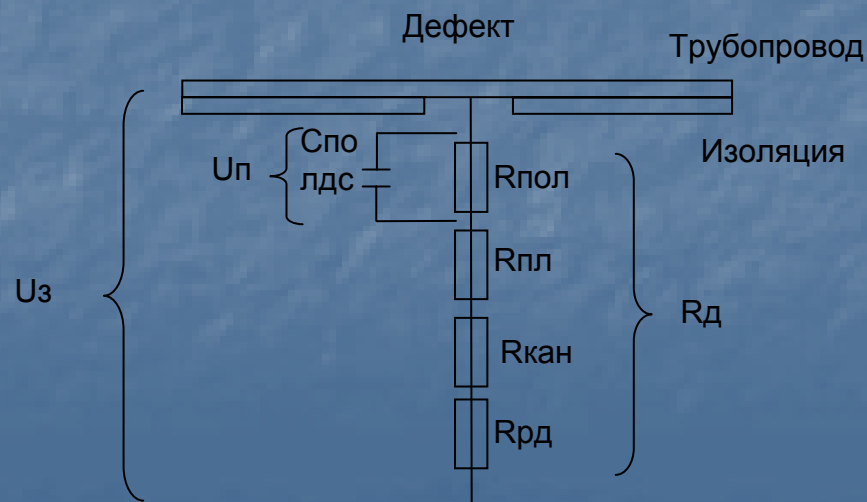 Дефект
Трубопровод
Изоляция
Uп
Спо
лдс
Rпол
Rпл
Uз
Rд
Rкан
Rрд